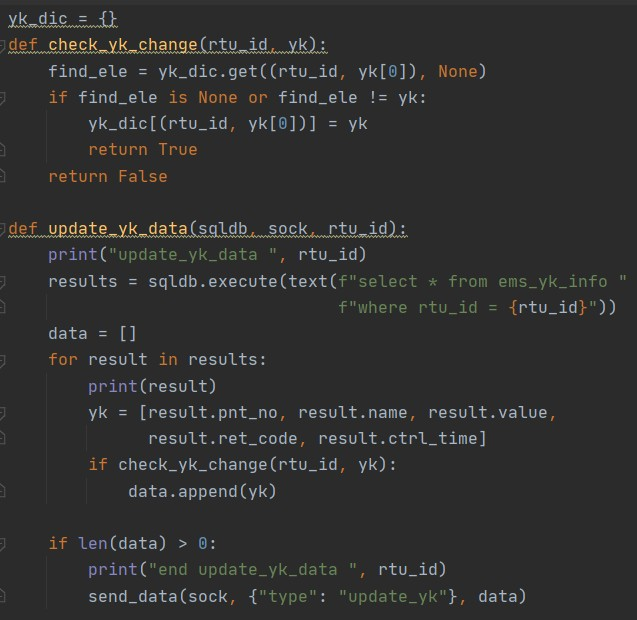 yk_dic = {}
def check_yk_change(rtu_id, yk):
    find_ele = yk_dic.get((rtu_id, yk[0]), None)
    if find_ele is None or find_ele != yk:
        yk_dic[(rtu_id, yk[0])] = yk
        return True
    return False

def update_yk_data(sqldb, sock, rtu_id):
    print("update_yk_data ", rtu_id)
    results = sqldb.execute(text(f"select * from ems_yk_info "
                                 f"where rtu_id = {rtu_id}"))
    data = []
    for result in results:
        print(result)
        yk = [result.pnt_no, result.name, result.value,
              result.ret_code, result.ctrl_time]
        if check_yk_change(rtu_id, yk):
            data.append(yk)

    if len(data) > 0:
        print("end update_yk_data ", rtu_id)
        send_data(sock, {"type": "update_yk"}, data)